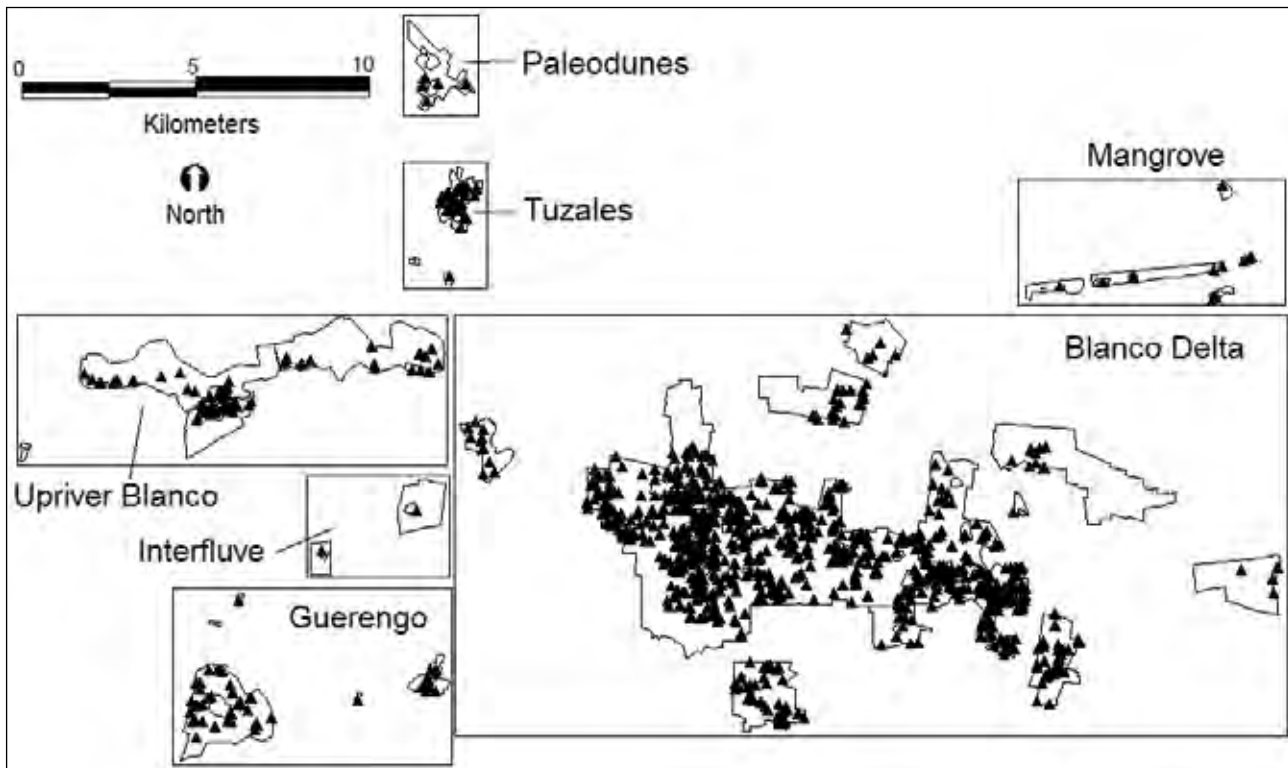 0 5 10
Kilometers
North
Paleodunes
Tuzales
Mangrove
Blanco Delta
Upriver Blanco
Interfluve
Guerengo